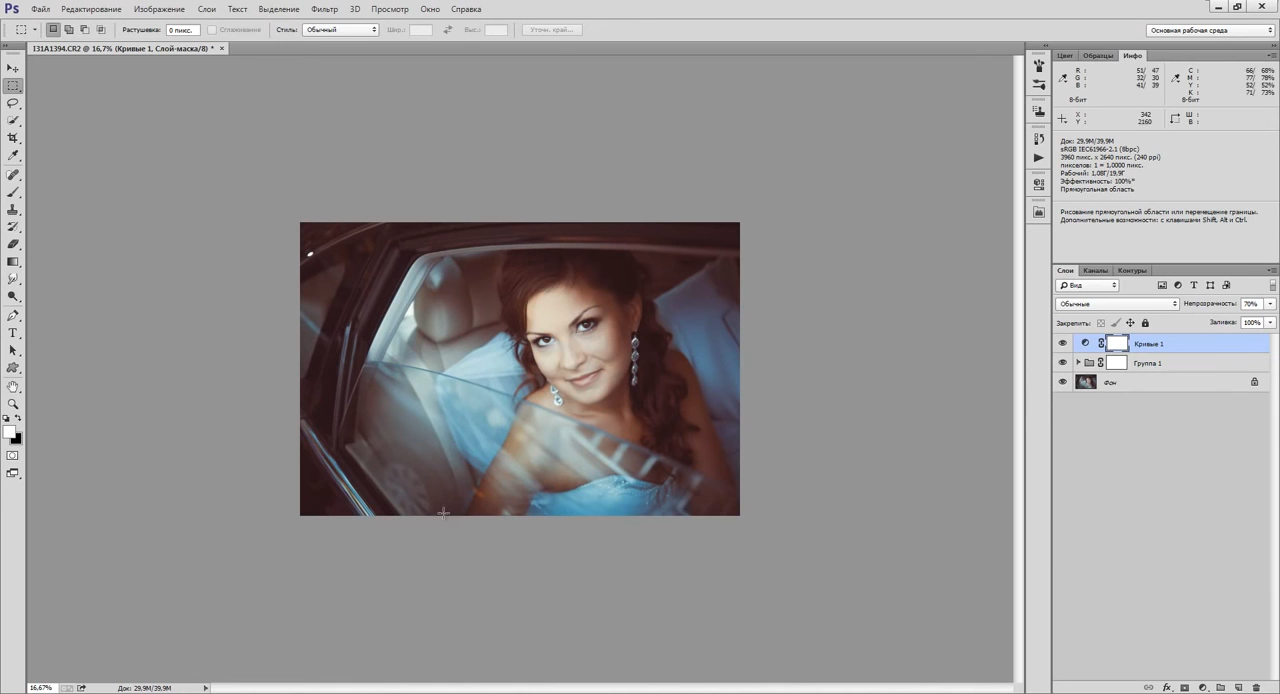 Ps Файл Редактирование Изображение Слои Текст Выделение Фильтр 3D Просмотр Окно Справка
Растушевка: 0 пикс. Сглаживание Стиль: Обычный Шир.: Выс.: Уточн. край... Основная рабочая среда
I31A1394.CR2 @ 16,7% (Кривые 1, Слой-маска/8) * ×
Цвет Образцы Инфо
R : 51/ 47 C : 66/ 68%
G : 32/ 30 M : 77/ 78%
B : 41/ 39 Y : 52/ 52%
K : 71/ 73%
8-бит 8-бит
X : 342 Ш :
Y : 2160 В :
Док: 29,9M/39,9M
sRGB IEC61966-2.1 (8bpc)
3960 пикс. x 2640 пикс. (240 ppi)
пикселов: 1 = 1,0000 пикс.
Рабочий: 1,08Г/19,9Г
Эффективность: 100%*
Прямоугольная область
Рисование прямоугольной области или перемещение границы.
Дополнительные возможности: с клавишами Shift, Alt и Ctrl.
Слои Каналы Контуры
Вид
Обычные Непрозрачность: 70%
Закрепить: Заливка: 100%
Кривые 1
Группа 1
Фон
16,67% Док: 29,9M/39,9M